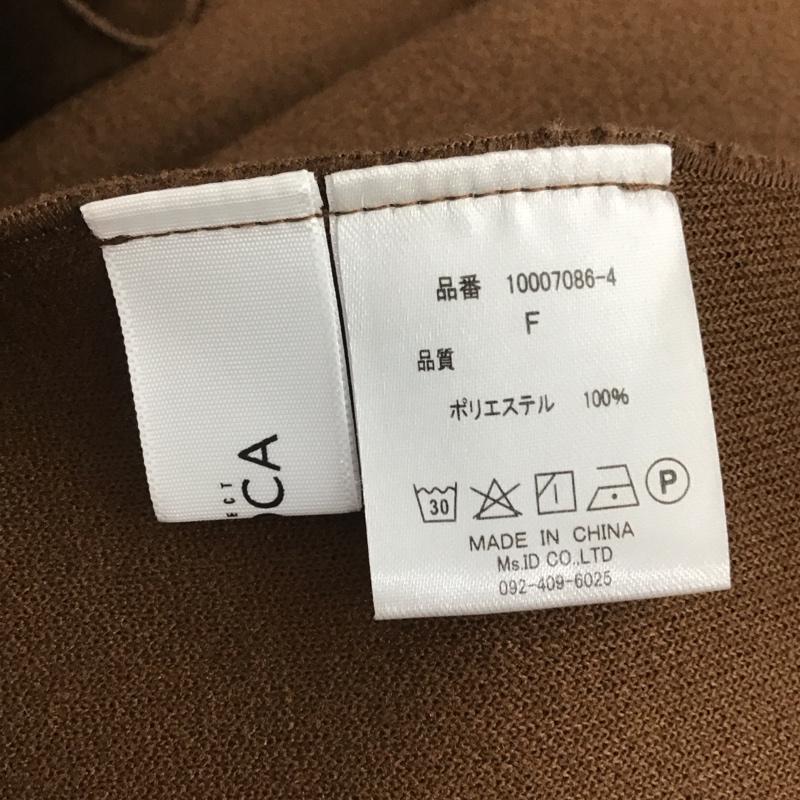 品番 10007086-4
F
品質
ポリエステル 100%
30
P
MADE IN CHINA
Ms.ID CO.,LTD
092-409-6025
ECT
CA